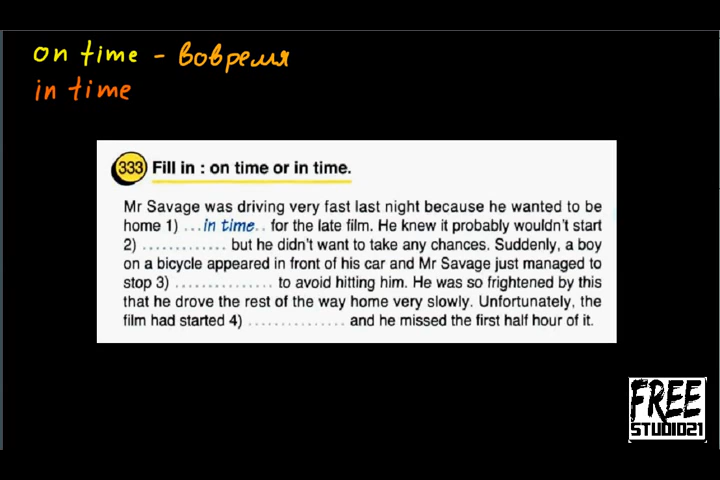 on time - вовремя
in time
333 Fill in : on time or in time.
Mr Savage was driving very fast last night because he wanted to be
home 1) ...in time.. for the late film. He knew it probably wouldn't start
2) ............. but he didn't want to take any chances. Suddenly, a boy
on a bicycle appeared in front of his car and Mr Savage just managed to
stop 3) ............... to avoid hitting him. He was so frightened by this
that he drove the rest of the way home very slowly. Unfortunately, the
film had started 4) ............... and he missed the first half hour of it.
FREE
STUDIO21